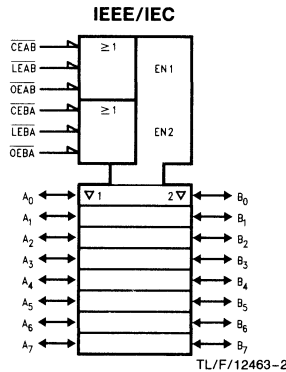 IEEE/IEC
CEAB
LEAB
OEAB
CEBA
LEBA
OEBA
≥1
EN1
≥1
EN2
A0 ▽1 2▽ B0
A1 B1
A2 B2
A3 B3
A4 B4
A5 B5
A6 B6
A7 B7
TL/F/12463-2